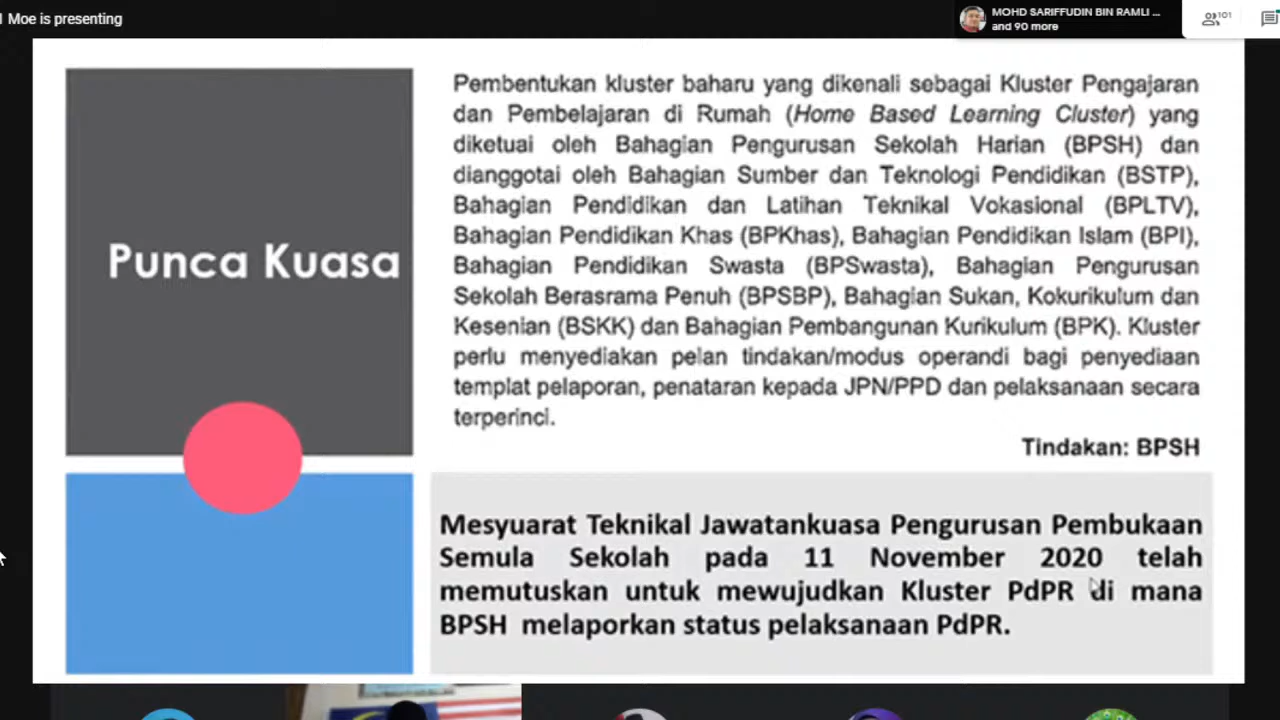 Moe is presenting
MOHD SARIFFUDIN BIN RAMLI ...
and 90 more
101
Punca Kuasa
Pembentukan kluster baharu yang dikenali sebagai Kluster Pengajaran
dan Pembelajaran di Rumah (Home Based Learning Cluster) yang
diketuai oleh Bahagian Pengurusan Sekolah Harian (BPSH) dan
dianggotai oleh Bahagian Sumber dan Teknologi Pendidikan (BSTP),
Bahagian Pendidikan dan Latihan Teknikal Vokasional (BPLTV),
Bahagian Pendidikan Khas (BPKhas), Bahagian Pendidikan Islam (BPI),
Bahagian Pendidikan Swasta (BPSwasta), Bahagian Pengurusan
Sekolah Berasrama Penuh (BPSBP), Bahagian Sukan, Kokurikulum dan
Kesenian (BSKK) dan Bahagian Pembangunan Kurikulum (BPK). Kluster
perlu menyediakan pelan tindakan/modus operandi bagi penyediaan
templat pelaporan, penataran kepada JPN/PPD dan pelaksanaan secara
terperinci.
Tindakan: BPSH
Mesyuarat Teknikal Jawatankuasa Pengurusan Pembukaan
Semula Sekolah pada 11 November 2020 telah
memutuskan untuk mewujudkan Kluster PdPR di mana
BPSH melaporkan status pelaksanaan PdPR.